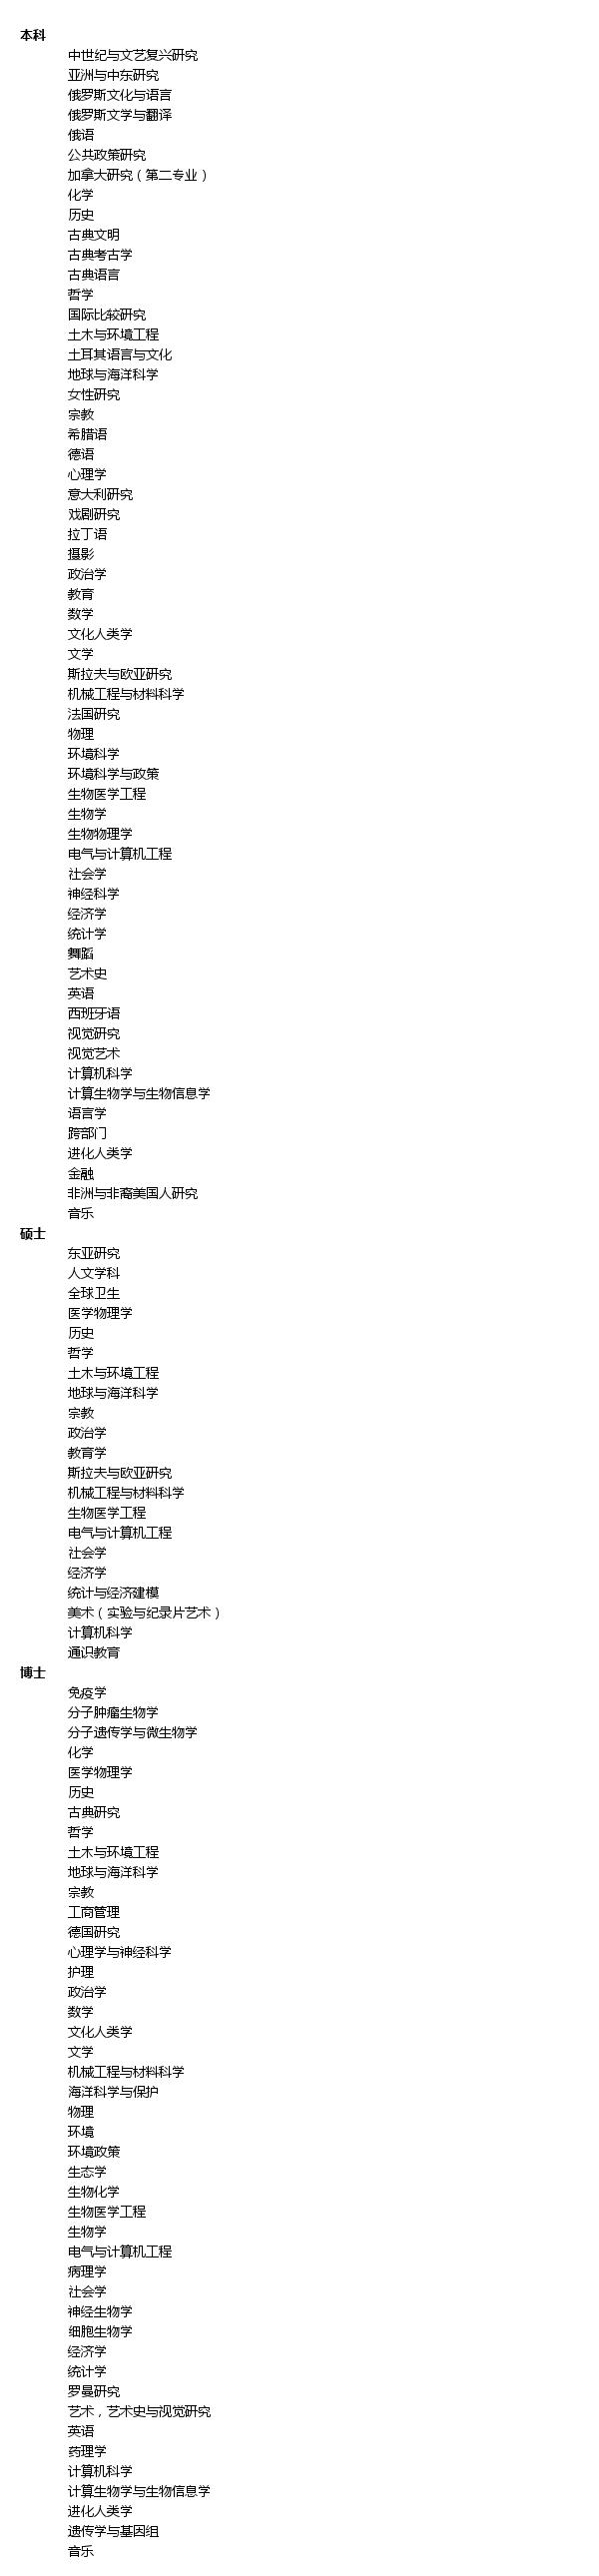 本科
中世纪与文艺复兴研究
亚洲与中东研究
俄罗斯文化与语言
俄罗斯文学与翻译
俄语
公共政策研究
加拿大研究（第二专业）
化学
历史
古典文明
古典考古学
古典语言
哲学
国际比较研究
土木与环境工程
土耳其语言与文化
地球与海洋科学
女性研究
宗教
希腊语
德语
心理学
意大利研究
戏剧研究
拉丁语
摄影
政治学
教育
数学
文化人类学
文学
斯拉夫与欧亚研究
机械工程与材料科学
法国研究
物理
环境科学
环境科学与政策
生物医学工程
生物学
生物物理学
电气与计算机工程
社会学
神经科学
经济学
统计学
舞蹈
艺术史
英语
西班牙语
视觉研究
视觉艺术
计算机科学
计算生物学与生物信息学
语言学
跨部门
进化人类学
金融
非洲与非裔美国人研究
音乐
硕士
东亚研究
人文学科
全球卫生
医学物理学
历史
哲学
土木与环境工程
地球与海洋科学
宗教
政治学
教育学
斯拉夫与欧亚研究
机械工程与材料科学
生物医学工程
电气与计算机工程
社会学
经济学
统计与经济建模
美术（实验与纪录片艺术）
计算机科学
通识教育
博士
免疫学
分子肿瘤生物学
分子遗传学与微生物学
化学
医学物理学
历史
古典研究
哲学
土木与环境工程
地球与海洋科学
宗教
工商管理
德国研究
心理学与神经科学
护理
政治学
数学
文化人类学
文学
机械工程与材料科学
海洋科学与保护
物理
环境
环境政策
生态学
生物化学
生物医学工程
生物学
电气与计算机工程
病理学
社会学
神经生物学
细胞生物学
经济学
统计学
罗曼研究
艺术，艺术史与视觉研究
英语
药理学
计算机科学
计算生物学与生物信息学
进化人类学
遗传学与基因组
音乐